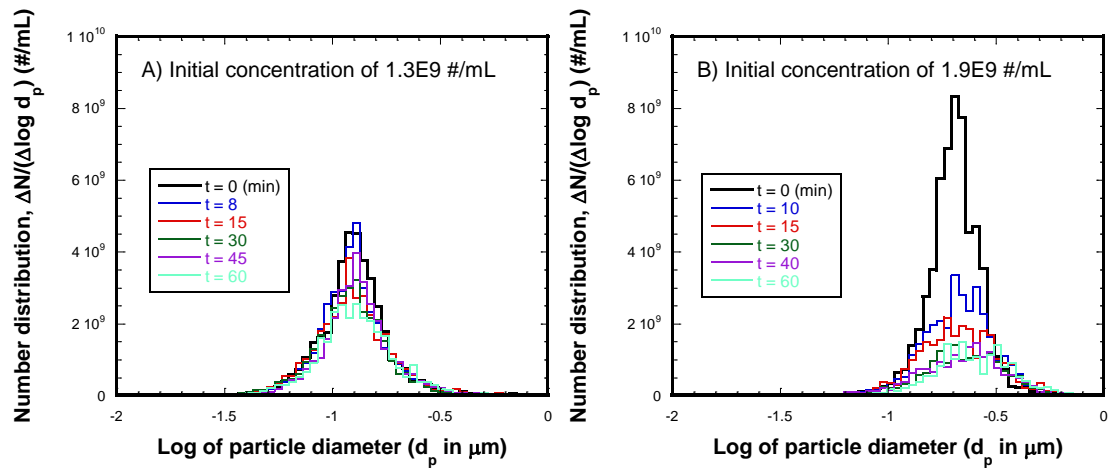 Number distribution, ΔN/(Δlog d_p) (#/mL)
1 10^10
8 10^9
6 10^9
4 10^9
2 10^9
0
A) Initial concentration of 1.3E9 #/mL
t = 0 (min)
t = 8
t = 15
t = 30
t = 45
t = 60
-2 -1.5 -1 -0.5 0
Log of particle diameter (d_p in μm)
Number distribution, ΔN/(Δlog d_p) (#/mL)
1 10^10
8 10^9
6 10^9
4 10^9
2 10^9
0
B) Initial concentration of 1.9E9 #/mL
t = 0 (min)
t = 10
t = 15
t = 30
t = 40
t = 60
-2 -1.5 -1 -0.5 0
Log of particle diameter (d_p in μm)